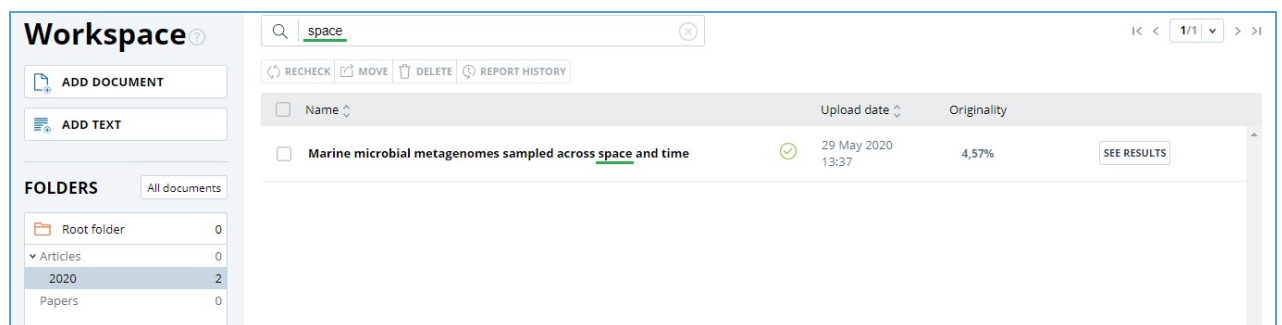 Workspace ?
space
1/1
ADD DOCUMENT
ADD TEXT
RECHECK MOVE DELETE REPORT HISTORY
Name Upload date Originality
Marine microbial metagenomes sampled across space and time 29 May 2020 4,57% SEE RESULTS
13:37
FOLDERS All documents
Root folder 0
Articles 0
2020 2
Papers 0